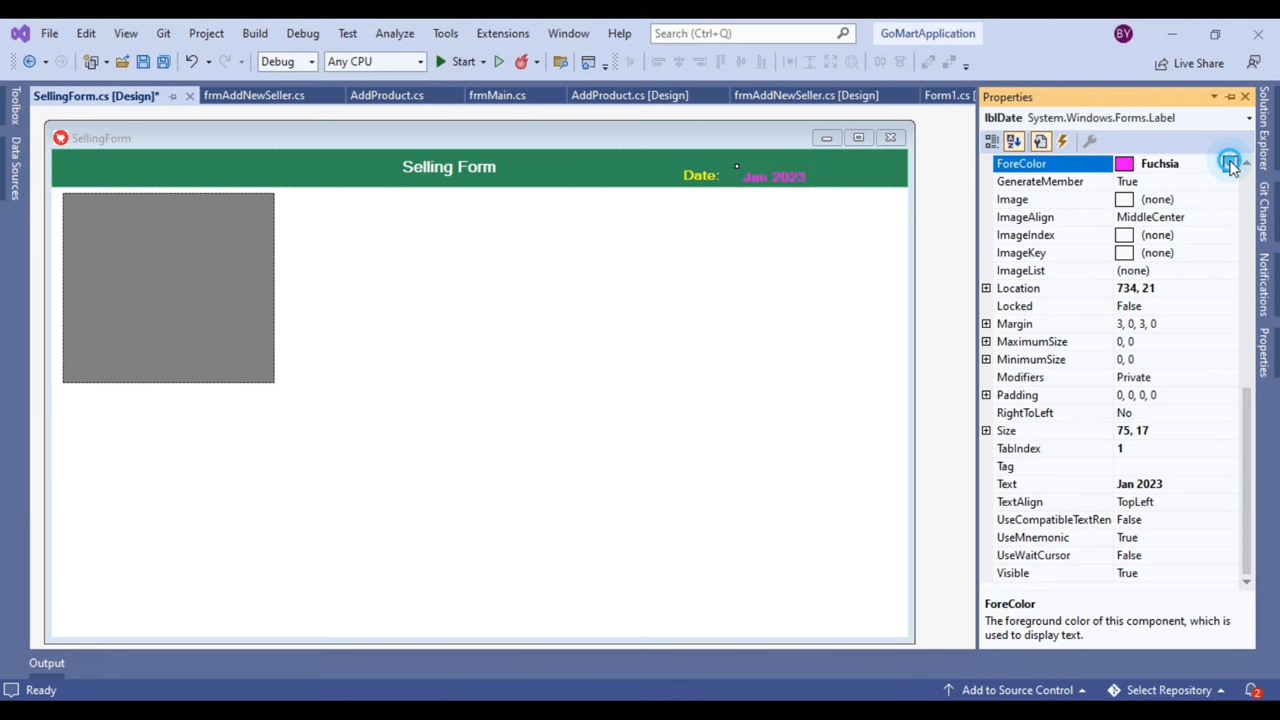 File Edit View Git Project Build Debug Test Analyze Tools Extensions Window Help Search (Ctrl+Q) GoMartApplication BY
Debug Any CPU Start Live Share
SellingForm.cs [Design]* frmAddNewSeller.cs AddProduct.cs frmMain.cs AddProduct.cs [Design] frmAddNewSeller.cs [Design] Form1.cs [
Toolbox
Data Sources
SellingForm
Selling Form
Date: Jan 2023
Properties
lblDate System.Windows.Forms.Label
ForeColor Fuchsia
GenerateMember True
Image (none)
ImageAlign MiddleCenter
ImageIndex (none)
ImageKey (none)
ImageList (none)
Location 734, 21
Locked False
Margin 3, 0, 3, 0
MaximumSize 0, 0
MinimumSize 0, 0
Modifiers Private
Padding 0, 0, 0, 0
RightToLeft No
Size 75, 17
TabIndex 1
Tag
Text Jan 2023
TextAlign TopLeft
UseCompatibleTextRen False
UseMnemonic True
UseWaitCursor False
Visible True
ForeColor
The foreground color of this component, which is
used to display text.
Solution Explorer
Git Changes
Notifications
Properties
Output
Ready Add to Source Control Select Repository 2